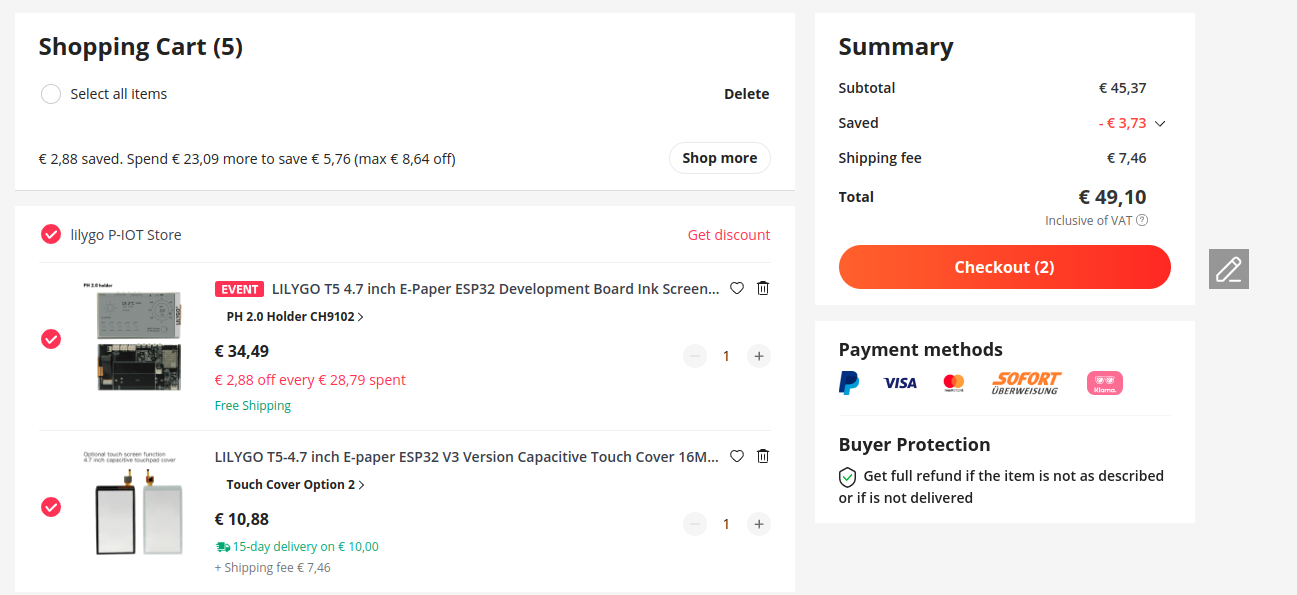 Shopping Cart (5)
Select all items
Delete
€ 2,88 saved. Spend € 23,09 more to save € 5,76 (max € 8,64 off)
Shop more
lilygo P-IOT Store
Get discount
PH 2.0 holder
EVENT LILYGO T5 4.7 inch E-Paper ESP32 Development Board Ink Screen...
PH 2.0 Holder CH9102
€ 34,49
1
€ 2,88 off every € 28,79 spent
Free Shipping
Optional touch screen function
4.7 inch capacitive touchpad cover
LILYGO T5-4.7 inch E-paper ESP32 V3 Version Capacitive Touch Cover 16M...
Touch Cover Option 2
€ 10,88
1
15-day delivery on € 10,00
+ Shipping fee € 7,46
Summary
Subtotal € 45,37
Saved - € 3,73
Shipping fee € 7,46
Total € 49,10
Inclusive of VAT
Checkout (2)
Payment methods
VISA
SOFORT
ÜBERWEISUNG
Klarna.
Buyer Protection
Get full refund if the item is not as described
or if is not delivered